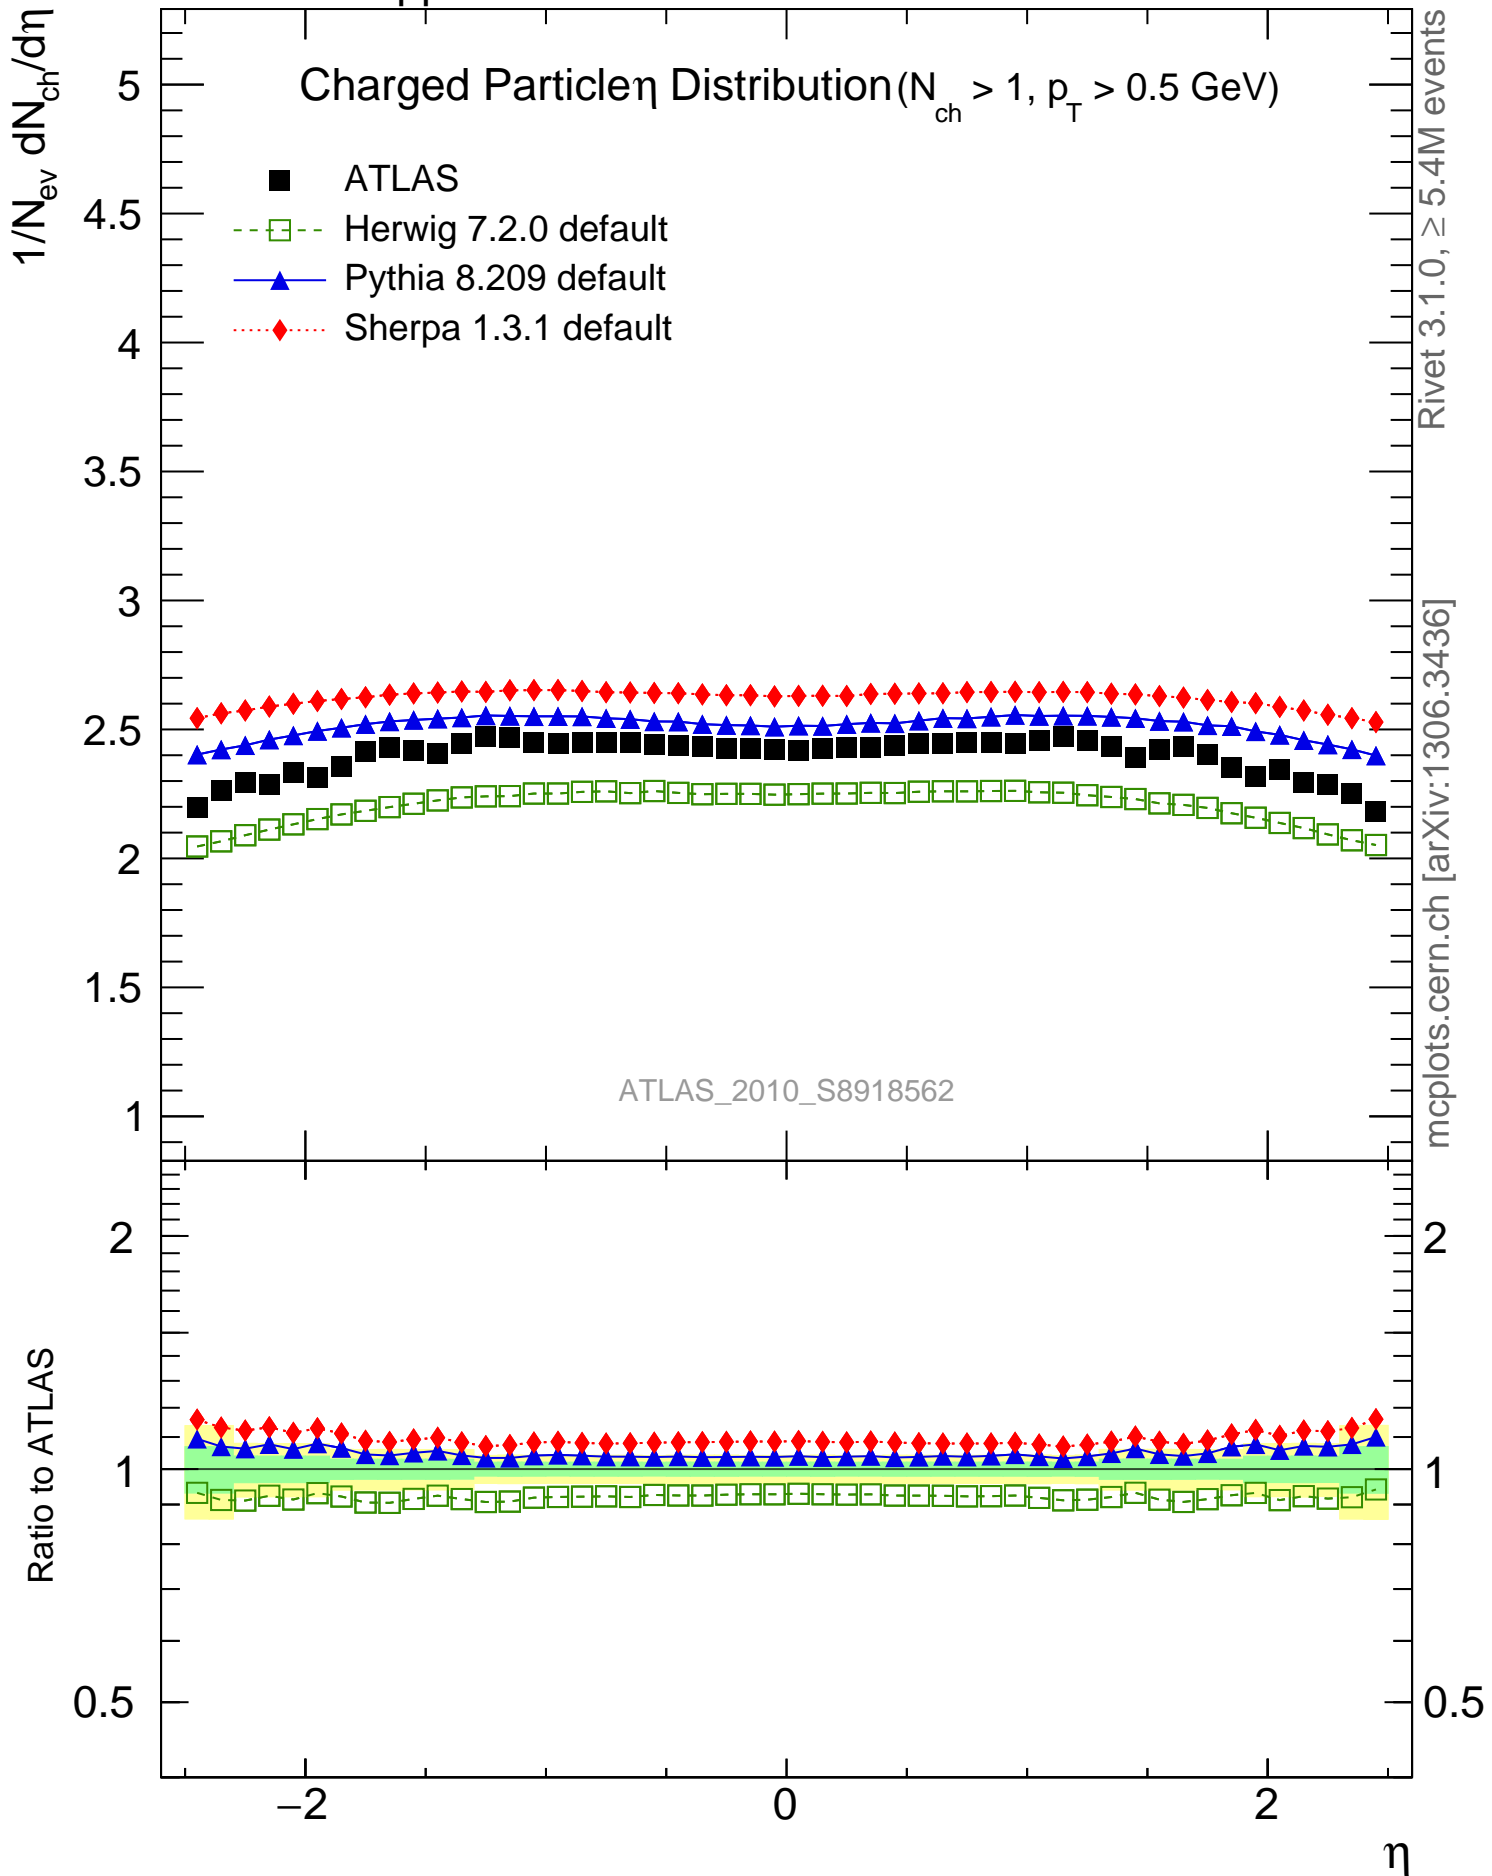 pp
1/N_ev dN_ch/dη
Charged Particleη Distribution(N_ch > 1, p_T > 0.5 GeV)
ATLAS
Herwig 7.2.0 default
Pythia 8.209 default
Sherpa 1.3.1 default
5
4.5
4
3.5
3
2.5
2
1.5
1
ATLAS_2010_S8918562
Rivet 3.1.0, ≥ 5.4M events
mcplots.cern.ch [arXiv:1306.3436]
Ratio to ATLAS
2
1
0.5
2
1
0.5
−2
0
2
η